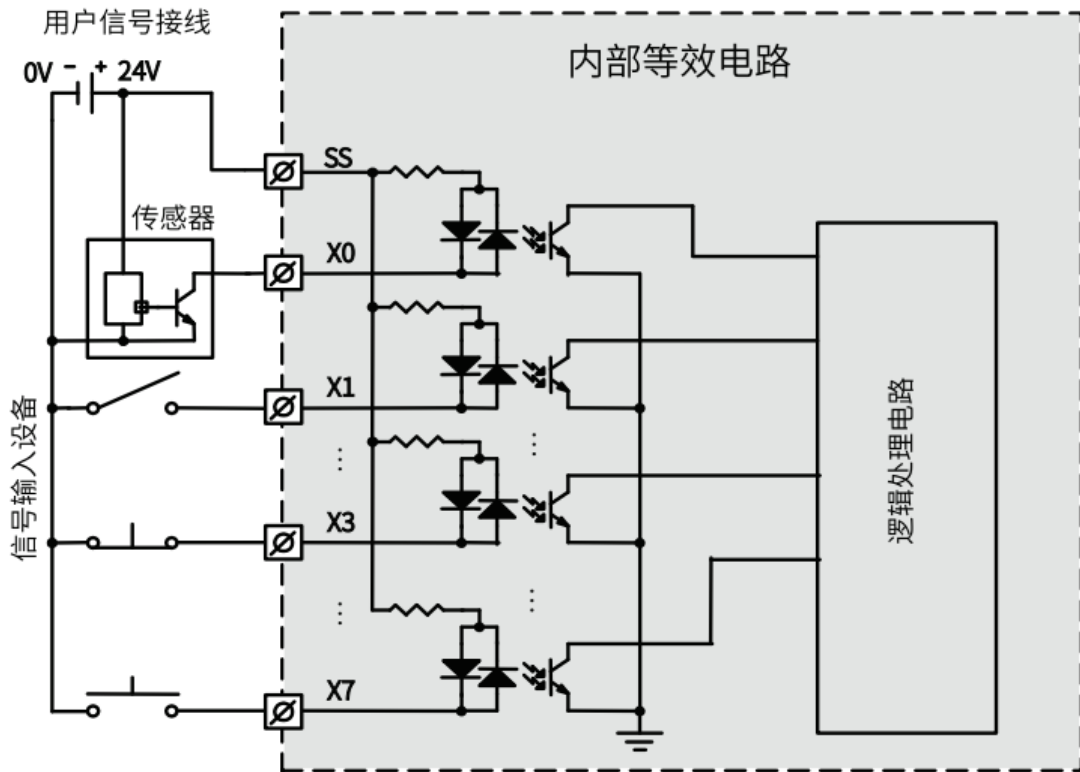 用户信号接线
内部等效电路
0V - + 24V
SS
传感器
X0
X1
逻辑处理电路
信号输入设备
X3
X7